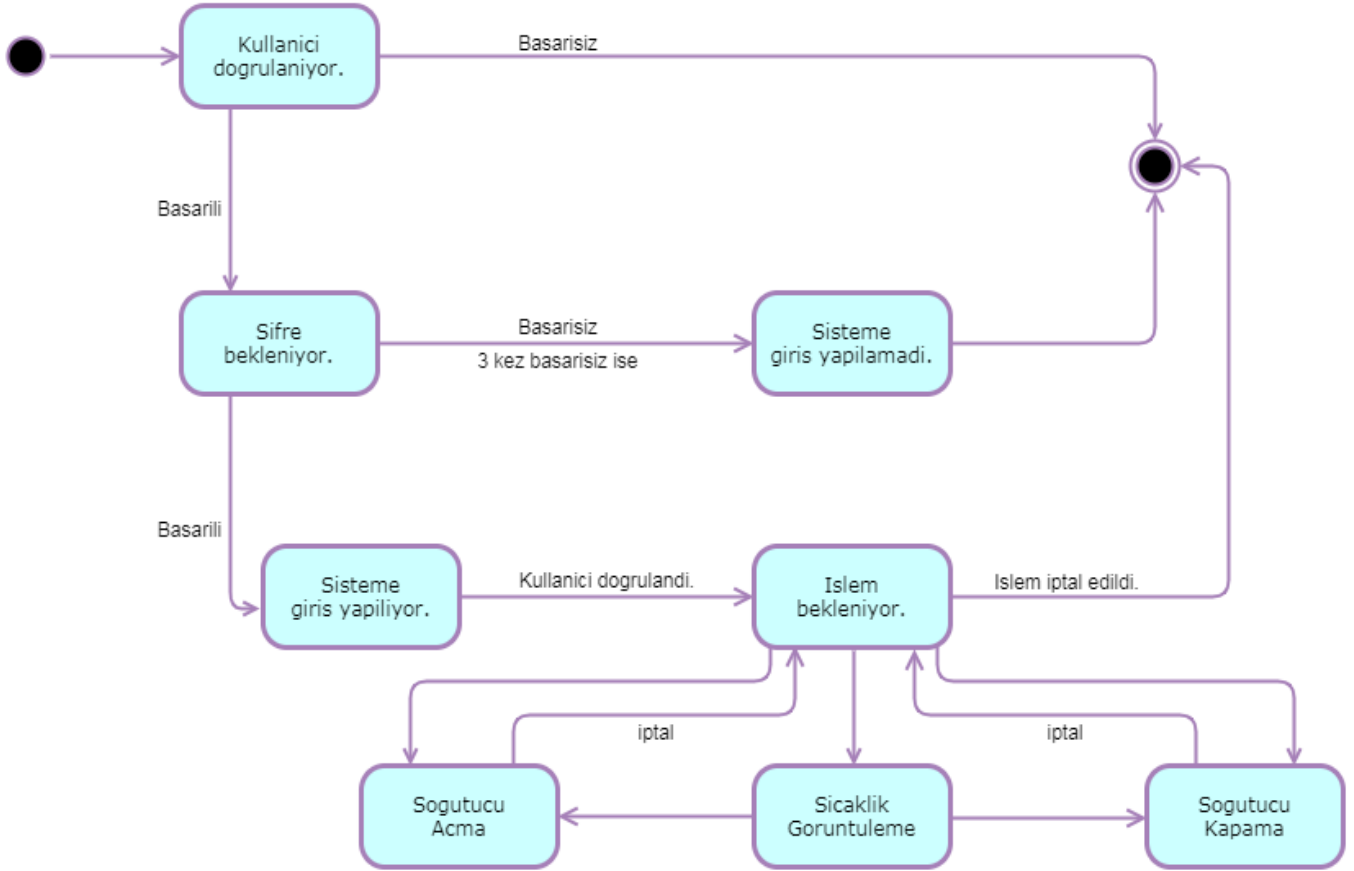 Kullanici
dogrulaniyor.
Basarisiz
Basarili
Sifre
bekleniyor.
Basarisiz
3 kez basarisiz ise
Sisteme
giris yapilamadi.
Basarili
Sisteme
giris yapiliyor.
Kullanici dogrulandi.
Islem
bekleniyor.
Islem iptal edildi.
iptal
iptal
Sogutucu
Acma
Sicaklik
Goruntuleme
Sogutucu
Kapama